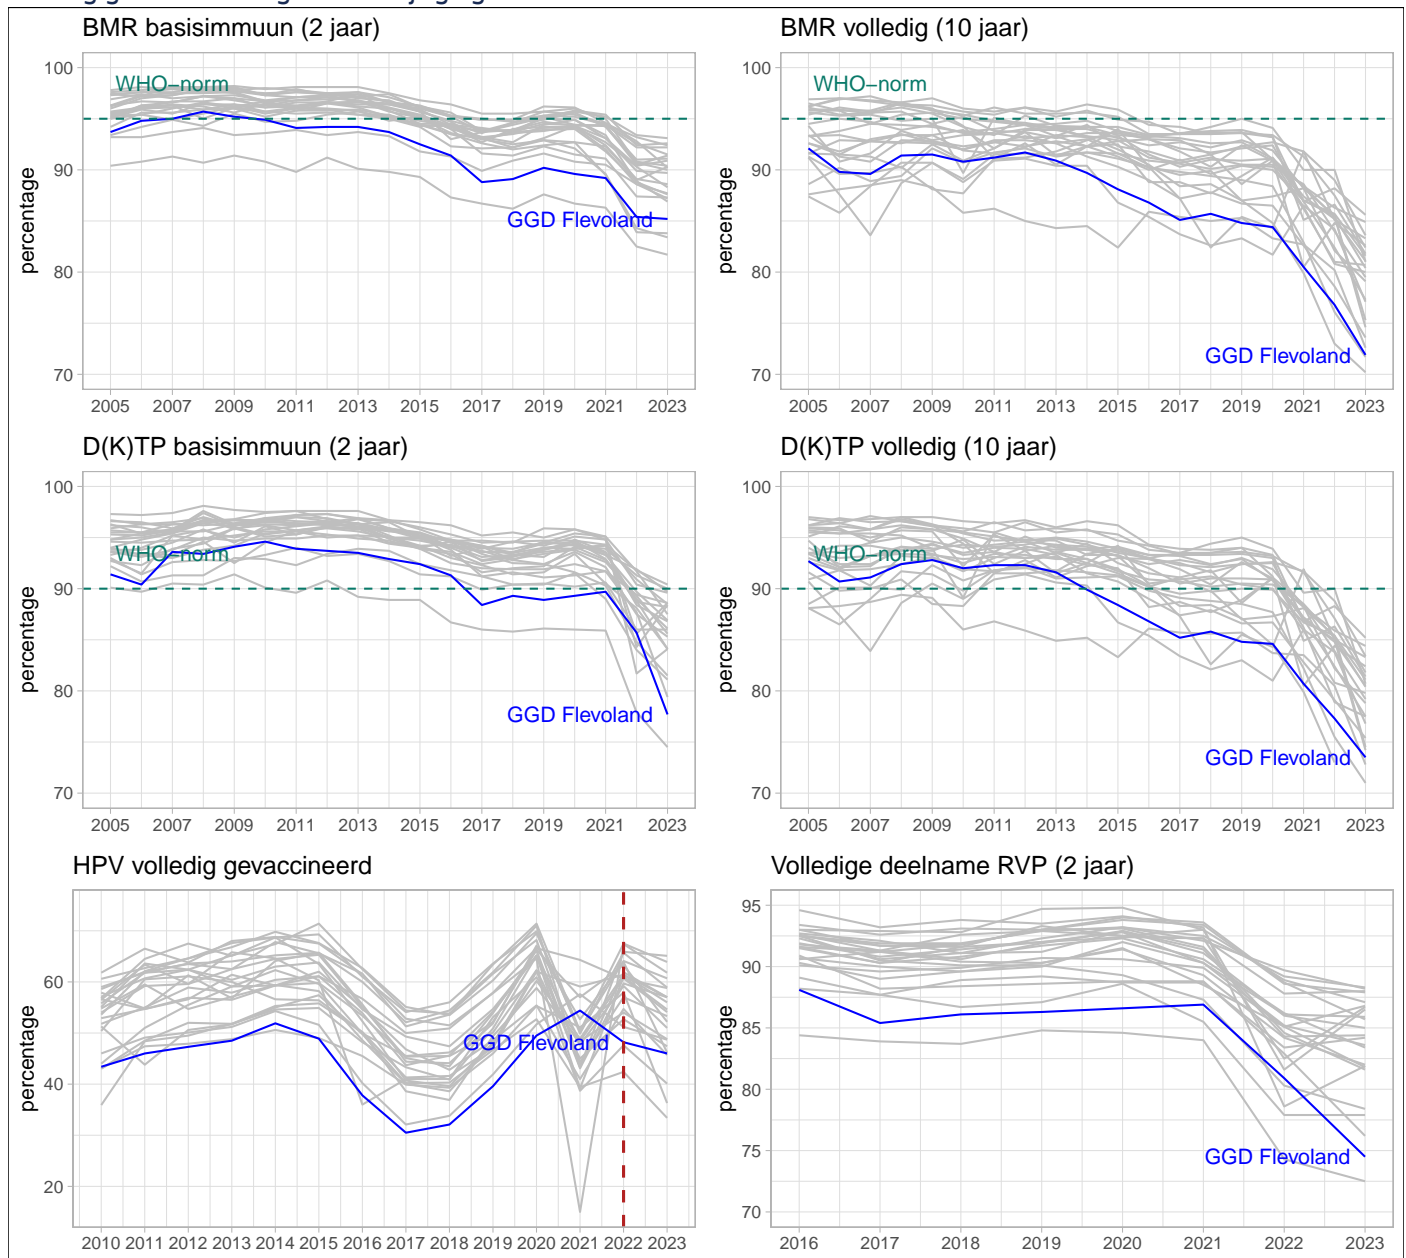 BMR basisimmuun (2 jaar)
BMR volledig (10 jaar)
100
90
80
70
percentage
WHO−norm
GGD Flevoland
2005 2007 2009 2011 2013 2015 2017 2019 2021 2023
100
90
80
70
percentage
WHO−norm
GGD Flevoland
2005 2007 2009 2011 2013 2015 2017 2019 2021 2023
D(K)TP basisimmuun (2 jaar)
D(K)TP volledig (10 jaar)
100
90
80
70
percentage
WHO−norm
GGD Flevoland
2005 2007 2009 2011 2013 2015 2017 2019 2021 2023
100
90
80
70
percentage
WHO−norm
GGD Flevoland
2005 2007 2009 2011 2013 2015 2017 2019 2021 2023
HPV volledig gevaccineerd
Volledige deelname RVP (2 jaar)
60
40
20
percentage
GGD Flevoland
2010 2011 2012 2013 2014 2015 2016 2017 2018 2019 2020 2021 2022 2023
95
90
85
80
75
70
percentage
GGD Flevoland
2016 2017 2018 2019 2020 2021 2022 2023